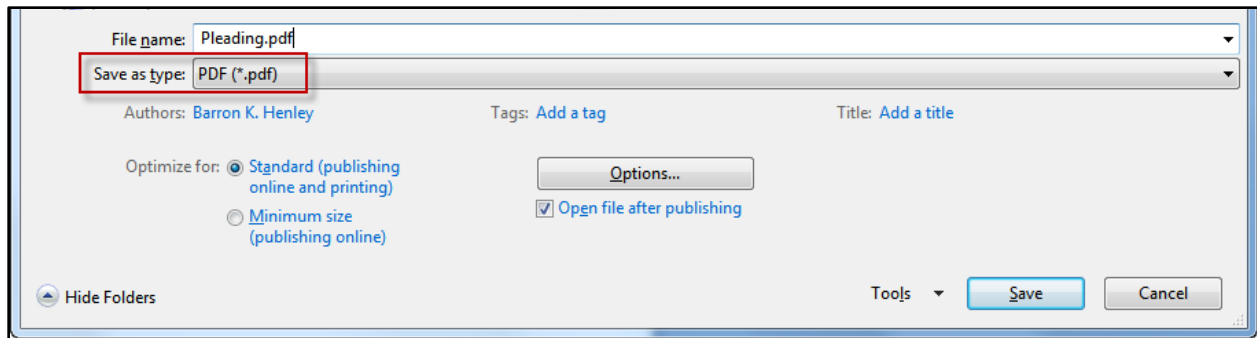 File name: Pleading.pdf
Save as type: PDF (*.pdf)
Authors: Barron K. Henley Tags: Add a tag Title: Add a title
Optimize for: Standard (publishing online and printing)
Minimum size (publishing online)
Options...
Open file after publishing
Hide Folders
Tools Save Cancel